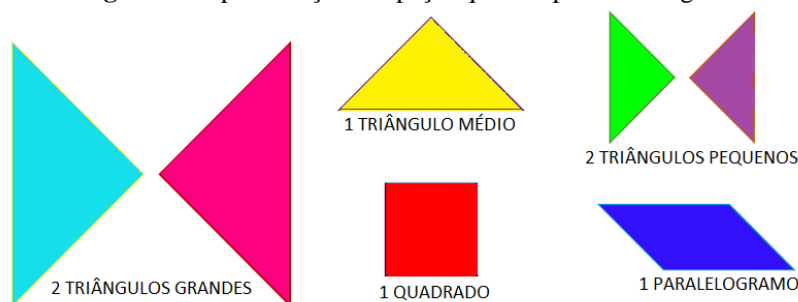 1 TRIÂNGULO MÉDIO
2 TRIÂNGULOS PEQUENOS
2 TRIÂNGULOS GRANDES
1 QUADRADO
1 PARALELOGRAMO